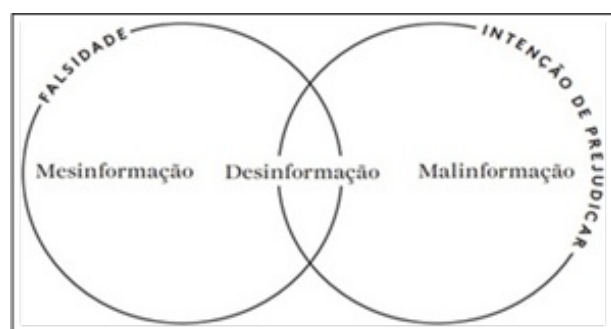 FALSIDADE
INTENÇÃO DE PREJUDICAR
Mesinformação
Desinformação
Malinformação